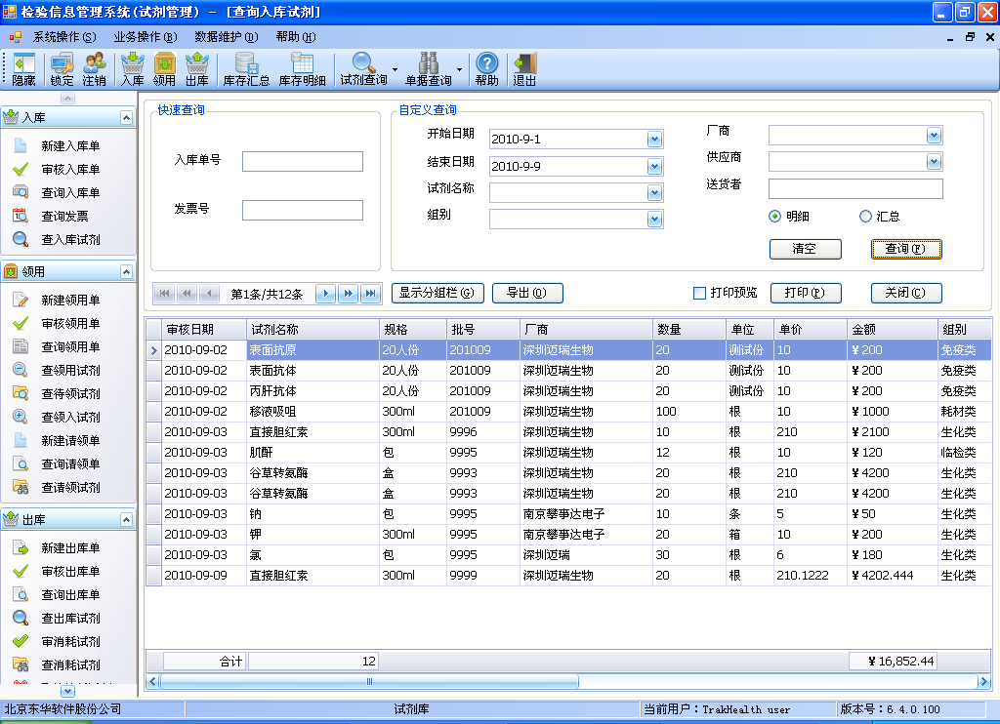 检验信息管理系统(试剂管理) - [查询入库试剂]
系统操作(S) 业务操作(B) 数据维护(D) 帮助(H)
隐藏 锁定 注销 入库 领用 出库 库存汇总 库存明细 试剂查询 单据查询 帮助 退出
入库
新建入库单
审核入库单
查询入库单
查询发票
查入库试剂
领用
新建领用单
审核领用单
查询领用单
查领用试剂
查待领试剂
查领入试剂
新建请领单
查询请领单
查请领试剂
出库
新建出库单
审核出库单
查询出库单
查出库试剂
审消耗试剂
查消耗试剂
快速查询
入库单号
发票号
自定义查询
开始日期 2010-9-1 厂商
结束日期 2010-9-9 供应商
试剂名称 送货者
组别 明细 汇总
清空 查询(F)
第1条/共12条 显示分组栏(G) 导出(O) 打印预览 打印(P) 关闭(C)
审核日期 试剂名称 规格 批号 厂商 数量 单位 单价 金额 组别
2010-09-02 表面抗原 20人份 201009 深圳迈瑞生物 20 测试份 10 ￥200 免疫类
2010-09-02 表面抗体 20人份 201009 深圳迈瑞生物 20 测试份 10 ￥200 免疫类
2010-09-02 丙肝抗体 20人份 201009 深圳迈瑞生物 20 测试份 10 ￥200 免疫类
2010-09-02 移液吸咀 300ml 201009 深圳迈瑞生物 100 根 10 ￥1000 耗材类
2010-09-03 直接胆红素 300ml 9996 深圳迈瑞生物 10 根 210 ￥2100 生化类
2010-09-03 肌酐 包 9995 深圳迈瑞生物 12 根 10 ￥120 临检类
2010-09-03 谷草转氨酶 盒 9993 深圳迈瑞生物 20 根 210 ￥4200 生化类
2010-09-03 谷草转氨酶 盒 9993 深圳迈瑞生物 20 根 210 ￥4200 生化类
2010-09-03 钠 包 9995 南京攀事达电子 10 条 5 ￥50 生化类
2010-09-03 钾 300ml 9995 南京攀事达电子 20 箱 10 ￥200 生化类
2010-09-03 氯 包 9995 深圳迈瑞 30 根 6 ￥180 生化类
2010-09-09 直接胆红素 300ml 9999 深圳迈瑞生物 20 根 210.1222 ￥4202.444 生化类
合计 12 ￥16,852.44
北京东华软件股份公司 试剂库 当前用户：TrakHealth user 版本号：6.4.0.100